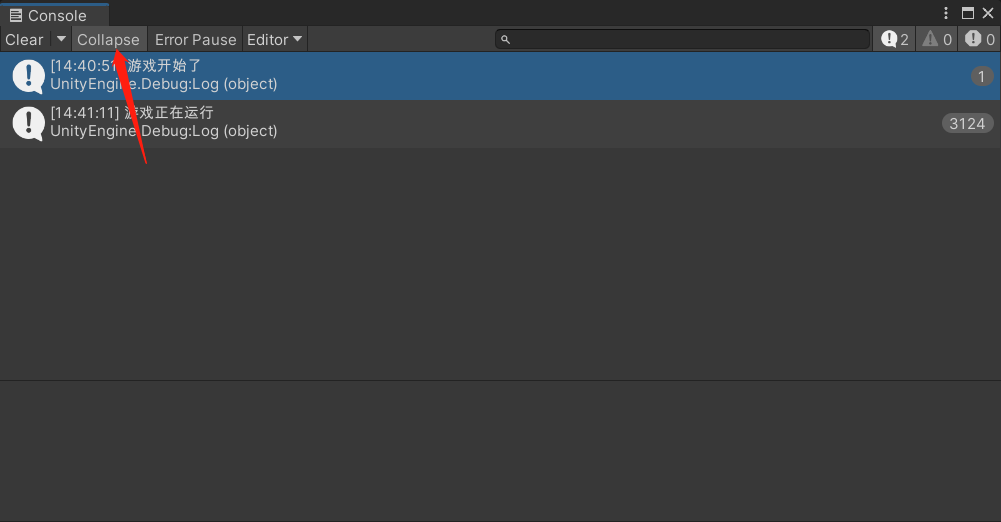 Console
Clear Collapse Error Pause Editor 2 0 0
[14:40:51] 游戏开始了
UnityEngine.Debug:Log (object)
1
[14:41:11] 游戏正在运行
UnityEngine.Debug:Log (object)
3124